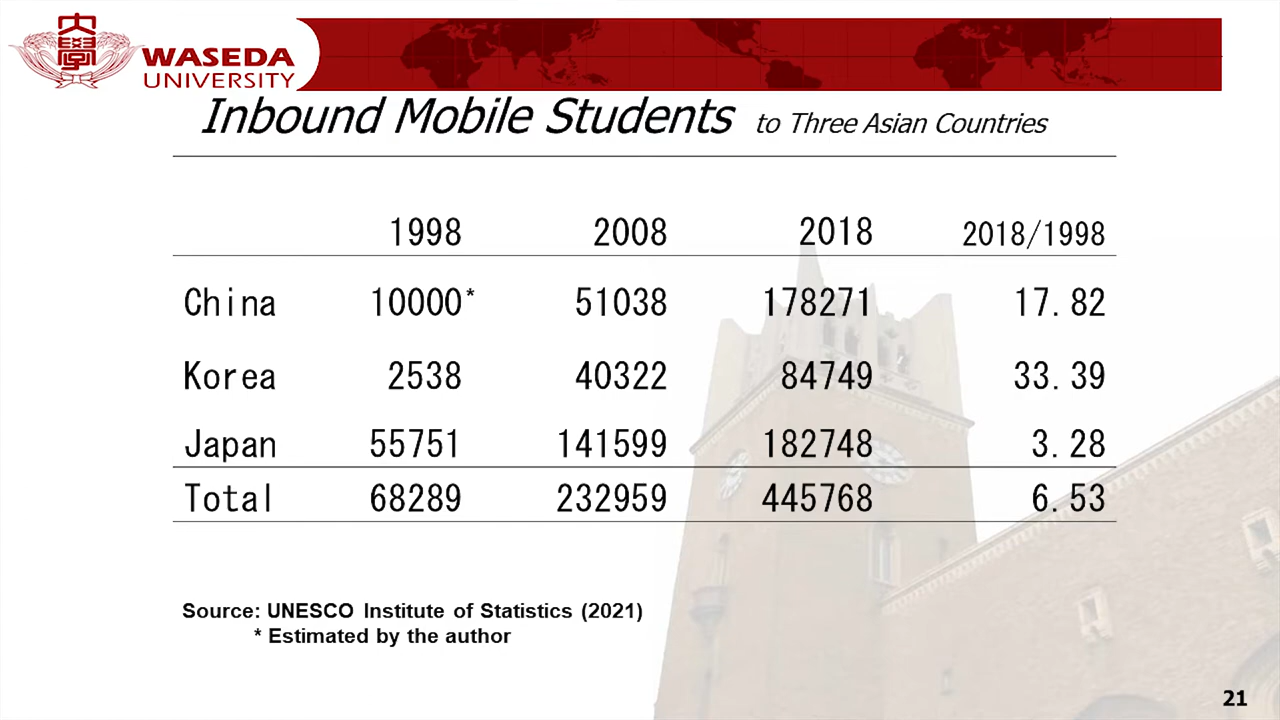 大學
WASEDA
UNIVERSITY
Inbound Mobile Students to Three Asian Countries
1998 2008 2018 2018/1998
China 10000* 51038 178271 17.82
Korea 2538 40322 84749 33.39
Japan 55751 141599 182748 3.28
Total 68289 232959 445768 6.53
Source: UNESCO Institute of Statistics (2021)
* Estimated by the author
21